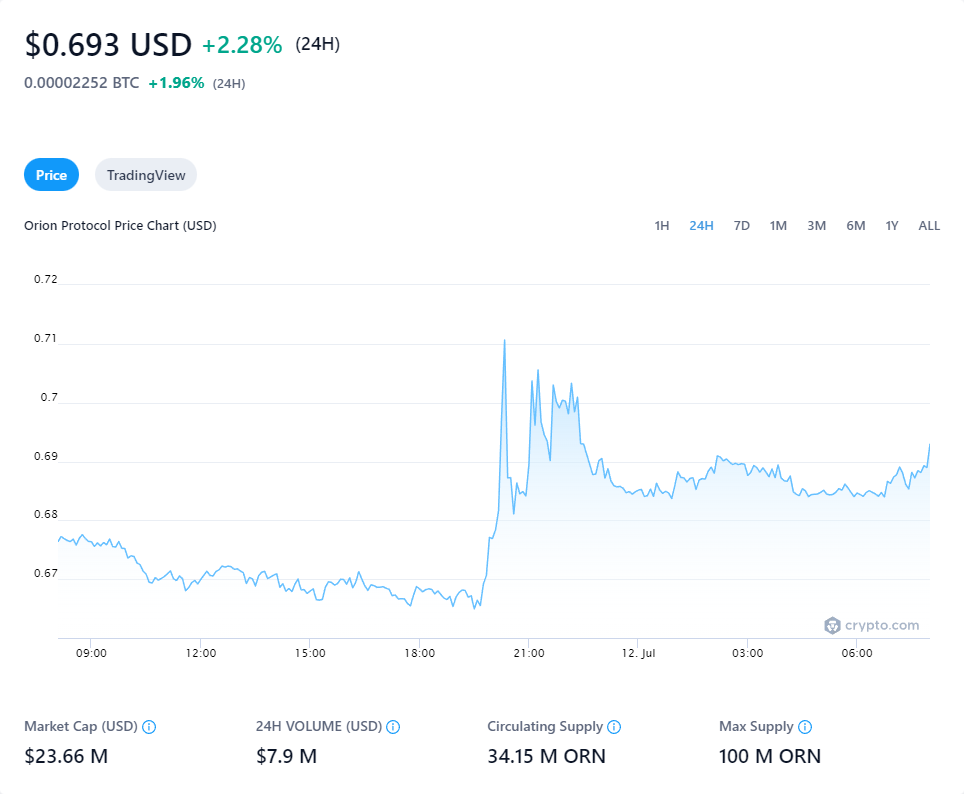 $0.693 USD +2.28% (24H)
0.00002252 BTC +1.96% (24H)
Price TradingView
Orion Protocol Price Chart (USD) 1H 24H 7D 1M 3M 6M 1Y ALL
0.72
0.71
0.7
0.69
0.68
0.67
crypto.com
09:00 12:00 15:00 18:00 21:00 12. Jul 03:00 06:00
Market Cap (USD) 24H VOLUME (USD) Circulating Supply Max Supply
$23.66 M $7.9 M 34.15 M ORN 100 M ORN